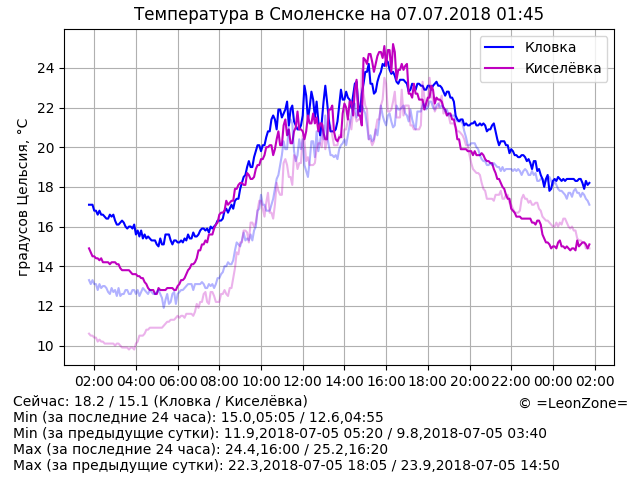 Температура в Смоленске на 07.07.2018 01:45
Кловка
Киселёвка
градусов Цельсия, °C
24
22
20
18
16
14
12
10
02:00 04:00 06:00 08:00 10:00 12:00 14:00 16:00 18:00 20:00 22:00 00:00 02:00
Сейчас: 18.2 / 15.1 (Кловка / Киселёвка)
© =LeonZone=
Min (за последние 24 часа): 15.0,05:05 / 12.6,04:55
Min (за предыдущие сутки): 11.9,2018-07-05 05:20 / 9.8,2018-07-05 03:40
Max (за последние 24 часа): 24.4,16:00 / 25.2,16:20
Max (за предыдущие сутки): 22.3,2018-07-05 18:05 / 23.9,2018-07-05 14:50